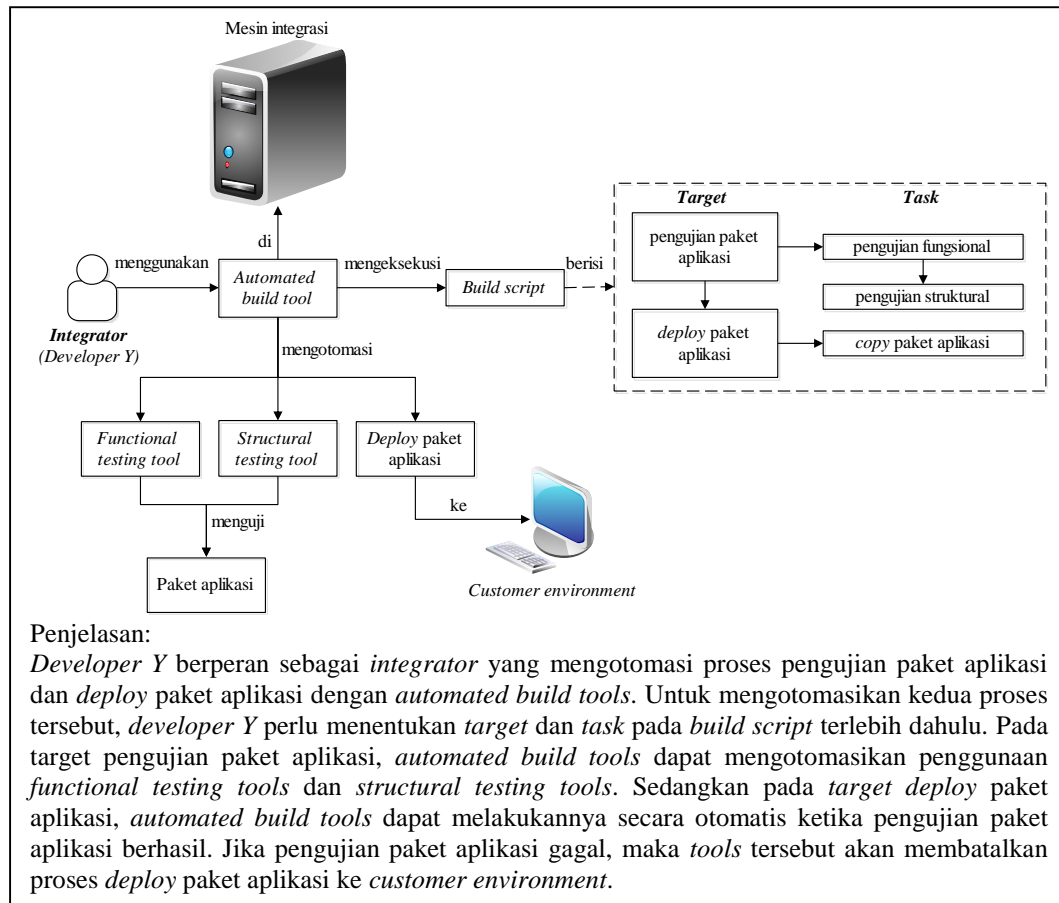 Mesin integrasi
Target
Task
pengujian paket
aplikasi
pengujian fungsional
pengujian struktural
deploy paket
aplikasi
copy paket aplikasi
di
menggunakan
Automated
build tool
mengeksekusi
Build script
berisi
Integrator
(Developer Y)
mengotomasi
Functional
testing tool
Structural
testing tool
Deploy paket
aplikasi
menguji
ke
Paket aplikasi
Customer environment
Penjelasan:
Developer Y berperan sebagai integrator yang mengotomasi proses pengujian paket aplikasi
dan deploy paket aplikasi dengan automated build tools. Untuk mengotomasikan kedua proses
tersebut, developer Y perlu menentukan target dan task pada build script terlebih dahulu. Pada
target pengujian paket aplikasi, automated build tools dapat mengotomasikan penggunaan
functional testing tools dan structural testing tools. Sedangkan pada target deploy paket
aplikasi, automated build tools dapat melakukannya secara otomatis ketika pengujian paket
aplikasi berhasil. Jika pengujian paket aplikasi gagal, maka tools tersebut akan membatalkan
proses deploy paket aplikasi ke customer environment.